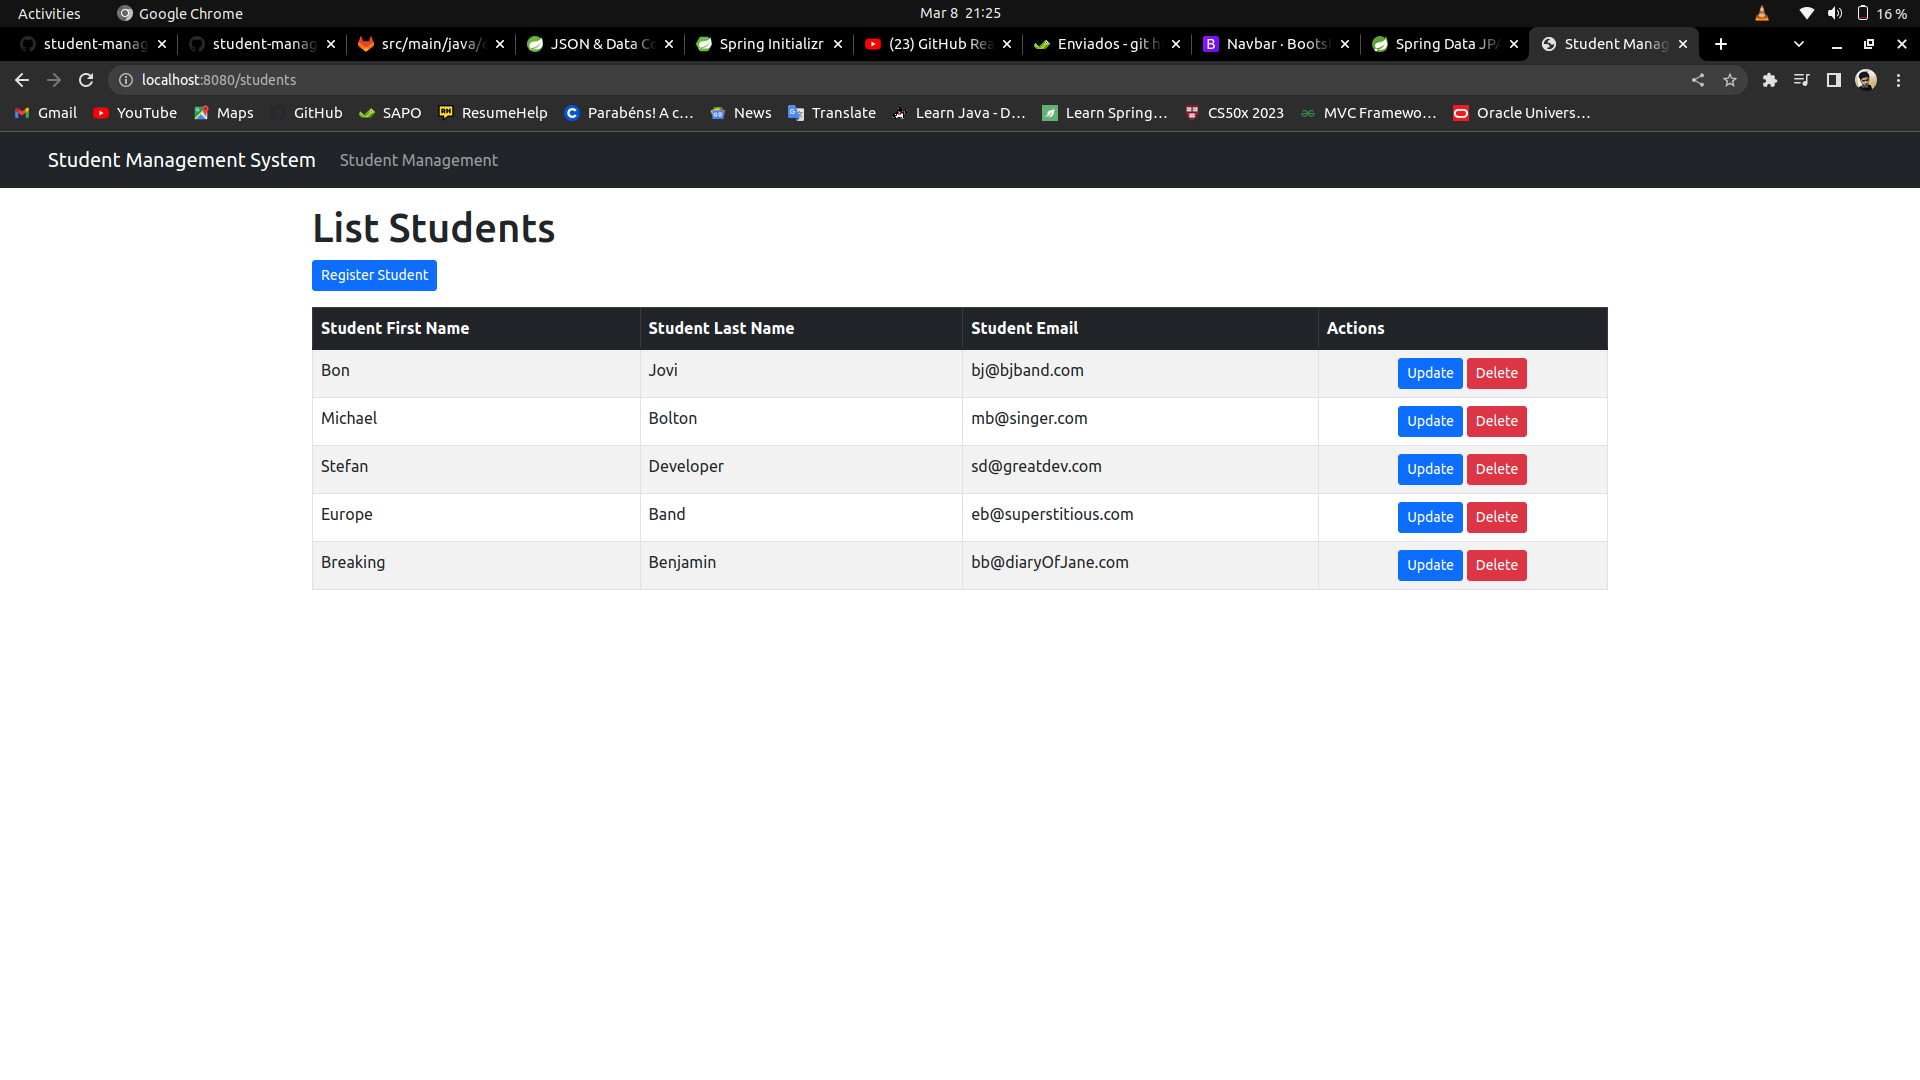 Activities Google Chrome Mar 8 21:25 16 %
student-manag student-manag src/main/java/ JSON & Data Co Spring Initializr (23) GitHub Rea Enviados - git h Navbar · Boots Spring Data JPA Student Manag
localhost:8080/students
Gmail YouTube Maps GitHub SAPO ResumeHelp Parabéns! A c... News Translate Learn Java - D... Learn Spring... CS50x 2023 MVC Framewo... Oracle Univers...
Student Management System Student Management
List Students
Register Student
Student First Name Student Last Name Student Email Actions
Bon Jovi bj@bjband.com Update Delete
Michael Bolton mb@singer.com Update Delete
Stefan Developer sd@greatdev.com Update Delete
Europe Band eb@superstitious.com Update Delete
Breaking Benjamin bb@diaryOfJane.com Update Delete